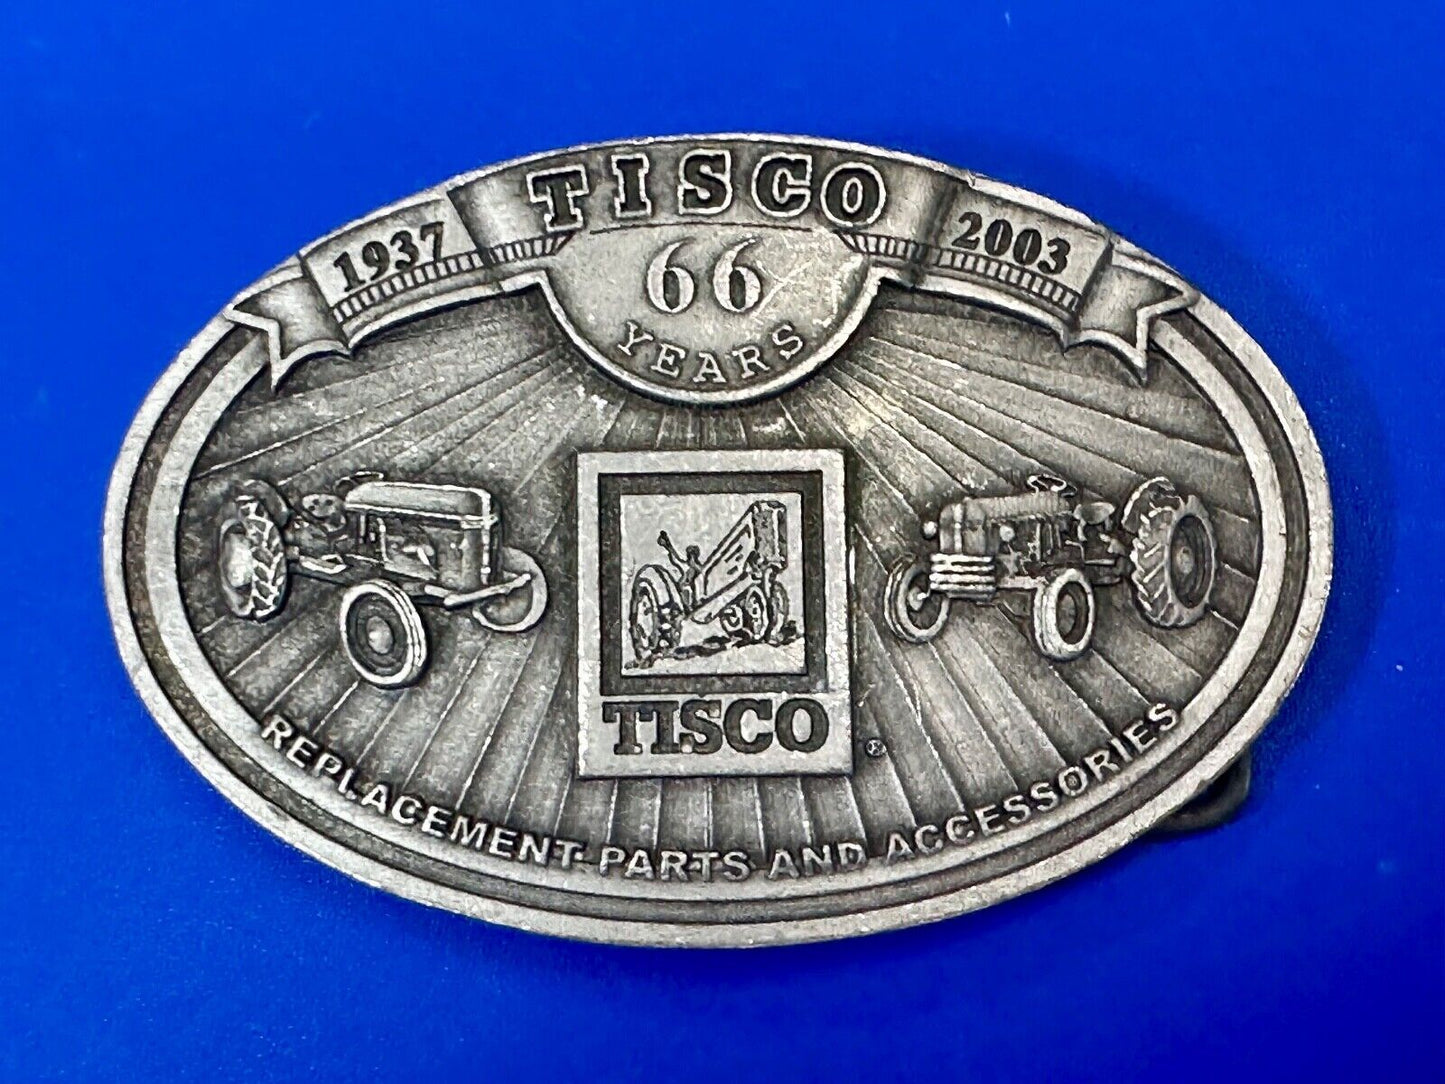 TISCO
1937
2003
66
YEARS
TISCO ®
REPLACEMENT PARTS AND ACCESSORIES